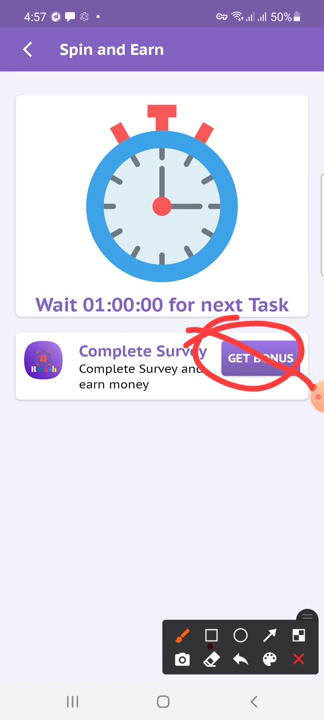 4:57
50%
Spin and Earn
Wait 01:00:00 for next Task
Complete Survey
Complete Survey and
earn money
GET BONUS